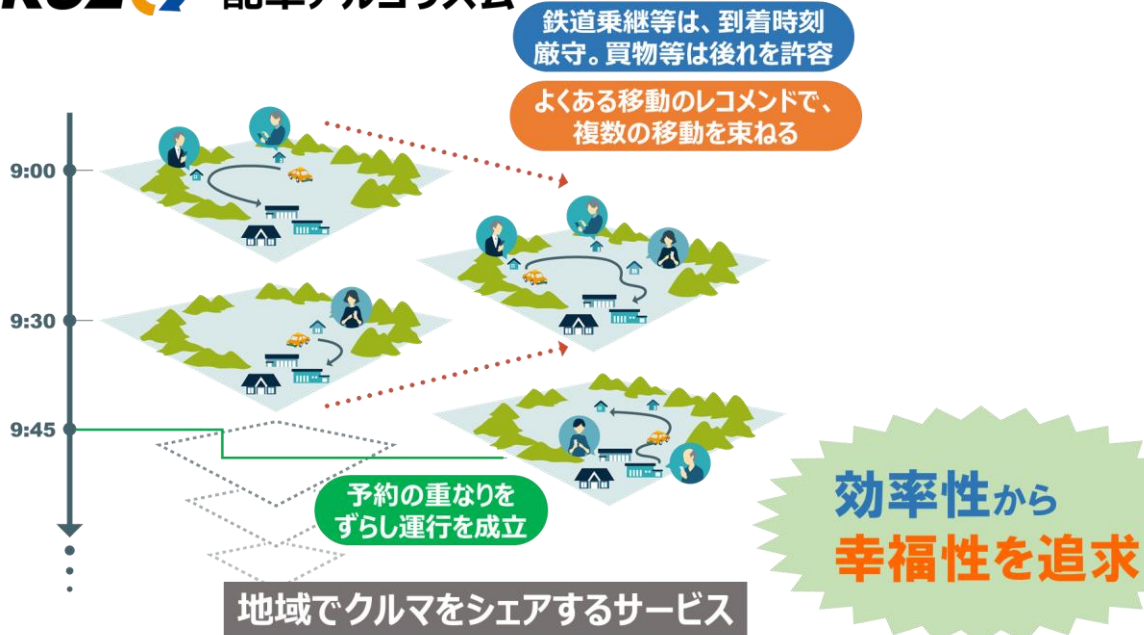 配車アルゴリズム
鉄道乗継等は、到着時刻
厳守。買物等は後れを許容
よくある移動のレコメンドで、
複数の移動を束ねる
9:00
9:30
9:45
予約の重なりを
ずらし運行を成立
効率性から
幸福性を追求
地域でクルマをシェアするサービス